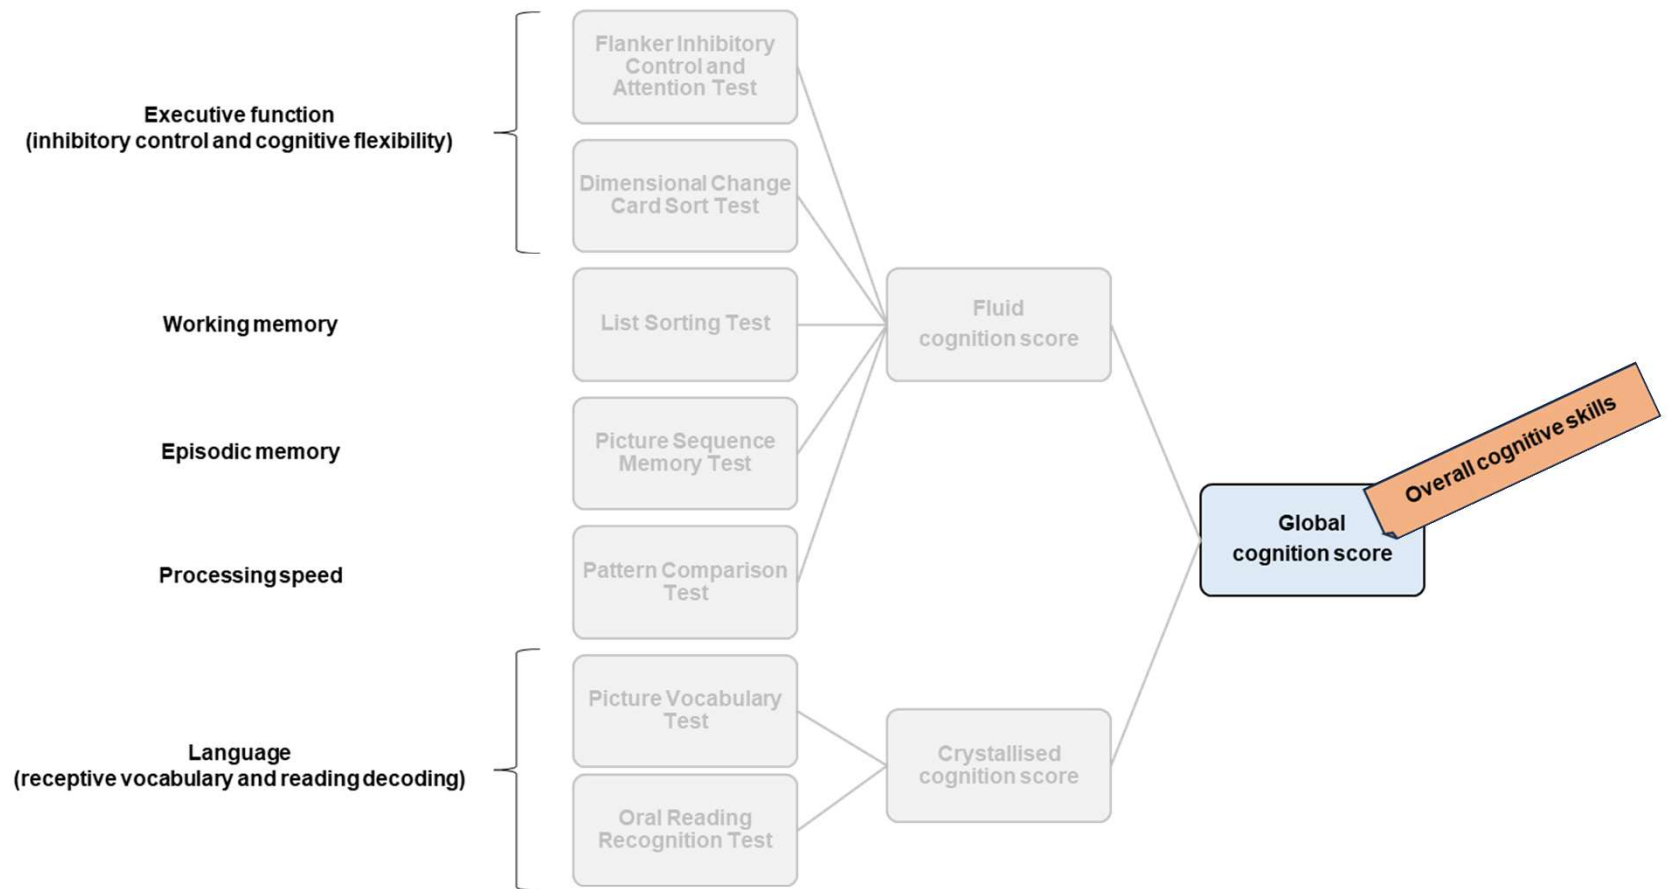 Executive function
(inhibitory control and cognitive flexibility)
Flanker Inhibitory
Control and
Attention Test
Dimensional Change
Card Sort Test
Working memory
List Sorting Test
Episodic memory
Picture Sequence
Memory Test
Processing speed
Pattern Comparison
Test
Language
(receptive vocabulary and reading decoding)
Picture Vocabulary
Test
Oral Reading
Recognition Test
Fluid
cognition score
Crystallised
cognition score
Global
cognition score
Overall cognitive skills